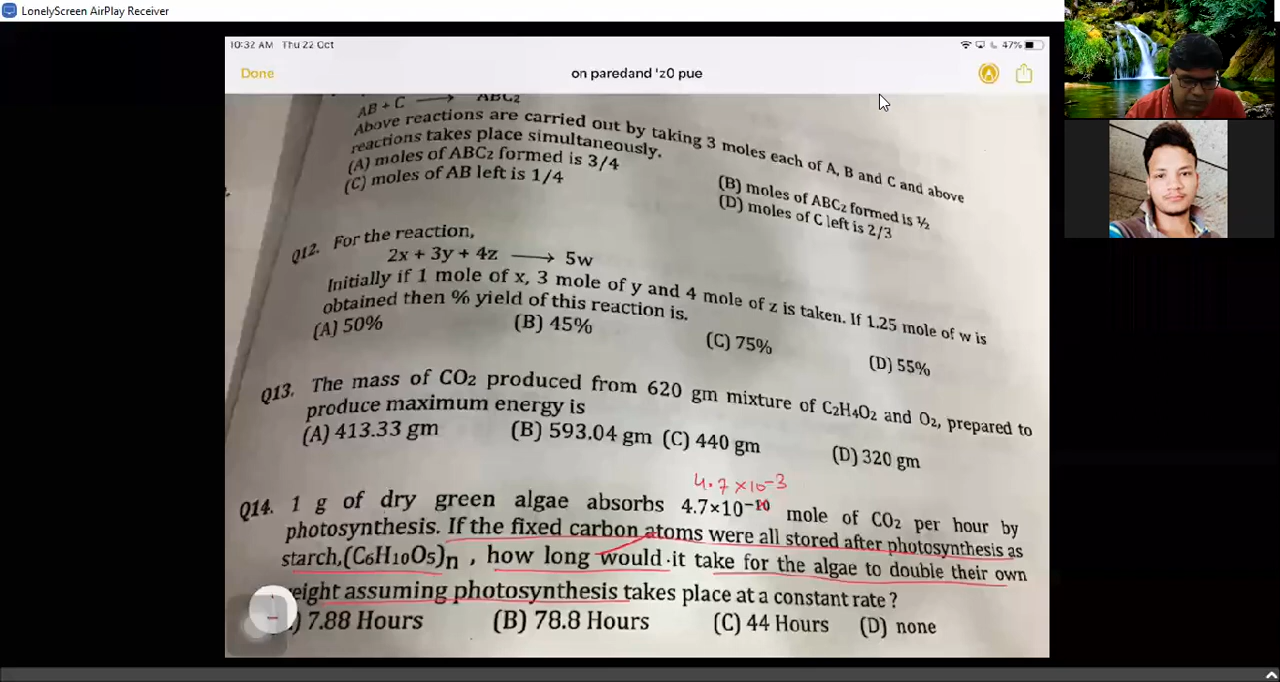 LonelyScreen AirPlay Receiver
10:32 AM Thu 22 Oct
47%
Done
on paredand 'z0 pue
AB + C ⟶ ABC2
Above reactions are carried out by taking 3 moles each of A, B and C and above
reactions takes place simultaneously.
(A) moles of ABC2 formed is 3/4
(B) moles of ABC2 formed is ½
(C) moles of AB left is 1/4
(D) moles of C left is 2/3
Q12. For the reaction,
2x + 3y + 4z ⟶ 5w
Initially if 1 mole of x, 3 mole of y and 4 mole of z is taken. If 1.25 mole of w is
obtained then % yield of this reaction is.
(A) 50% (B) 45% (C) 75% (D) 55%
Q13. The mass of CO2 produced from 620 gm mixture of C2H4O2 and O2, prepared to
produce maximum energy is
(A) 413.33 gm (B) 593.04 gm (C) 440 gm (D) 320 gm
4.7 ×10-3
Q14. 1 g of dry green algae absorbs 4.7×10-10 mole of CO2 per hour by
photosynthesis. If the fixed carbon atoms were all stored after photosynthesis as
starch,(C6H10O5)n , how long would it take for the algae to double their own
eight assuming photosynthesis takes place at a constant rate ?
) 7.88 Hours (B) 78.8 Hours (C) 44 Hours (D) none